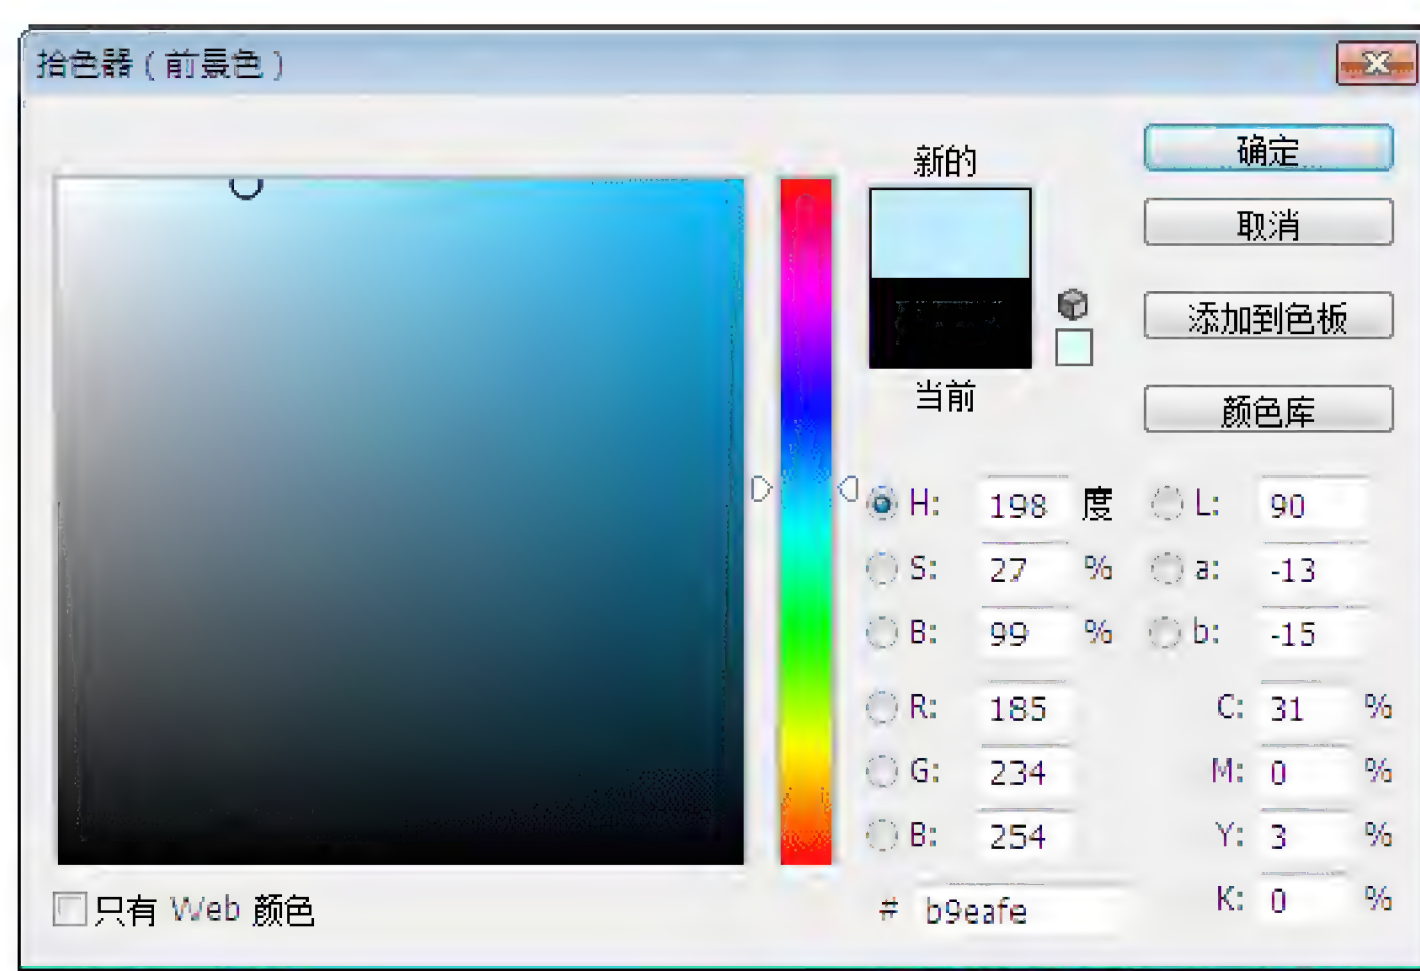 拾色器（前景色）
新的
当前
确定
取消
添加到色板
颜色库
H: 198 度
S: 27 %
B: 99 %
R: 185
G: 234
B: 254
# b9eafe
L: 90
a: -13
b: -15
C: 31 %
M: 0 %
Y: 3 %
K: 0 %
只有 Web 颜色